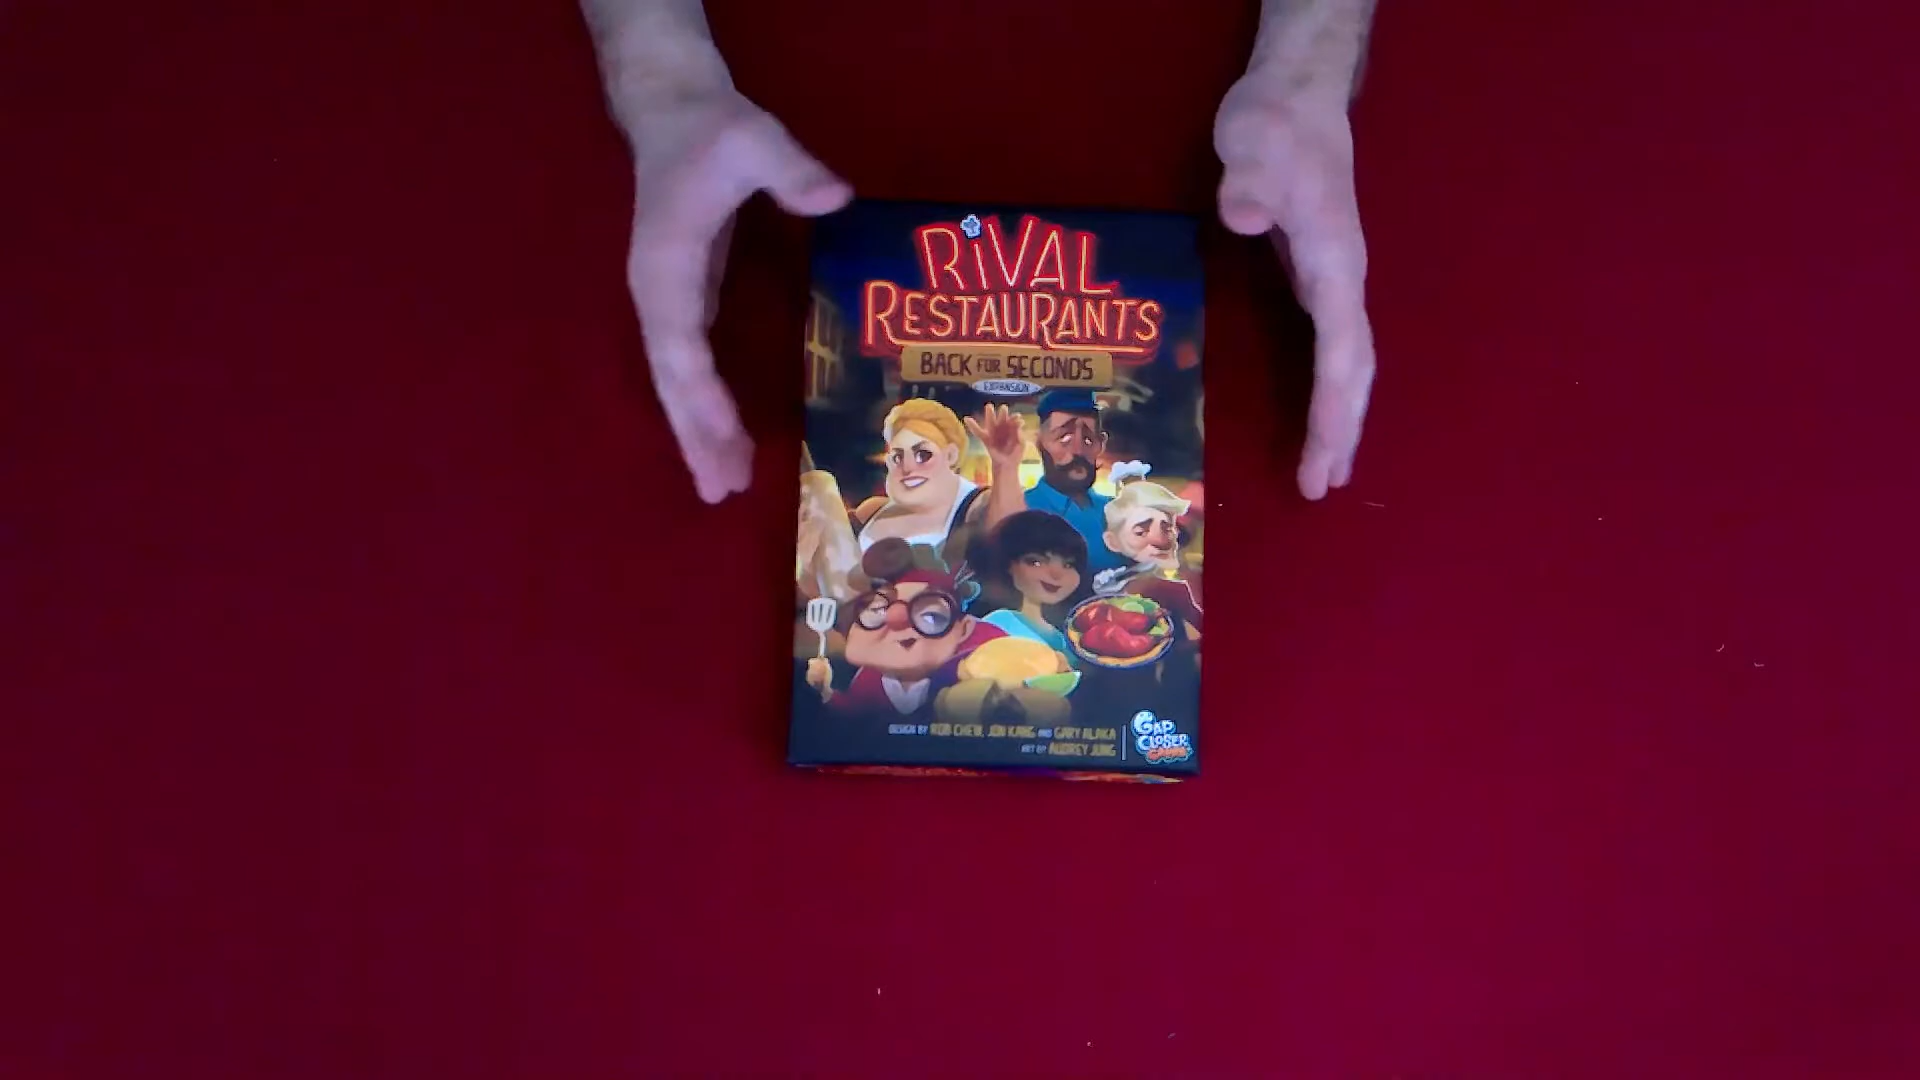 RiVAL
RESTAURANTS
BACK FOR SECONDS
EXPANSION
DESIGN BY ROB CHEW, JON KANG AND GARY ALAKA
ART BY AUDREY JUNG
GAP
CLOSER
GAMES